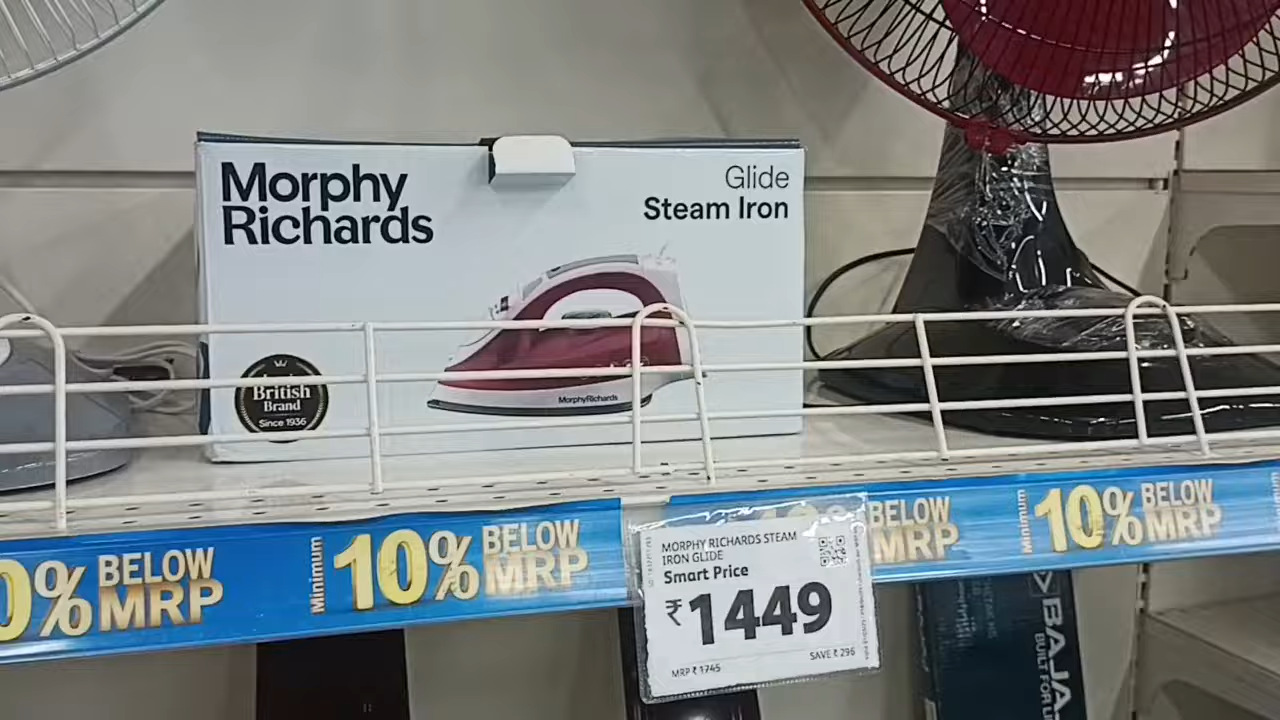 Morphy
Richards
Glide
Steam Iron
British
Brand
Since 1936
MorphyRichards
0% BELOW
MRP
Minimum
10% BELOW
MRP
BELOW
MRP
Minimum
10% BELOW
MRP
MORPHY RICHARDS STEAM
IRON GLIDE
Smart Price
₹1449
MRP ₹ 1745
SAVE ₹ 296
BAJA
BUILT FOR L